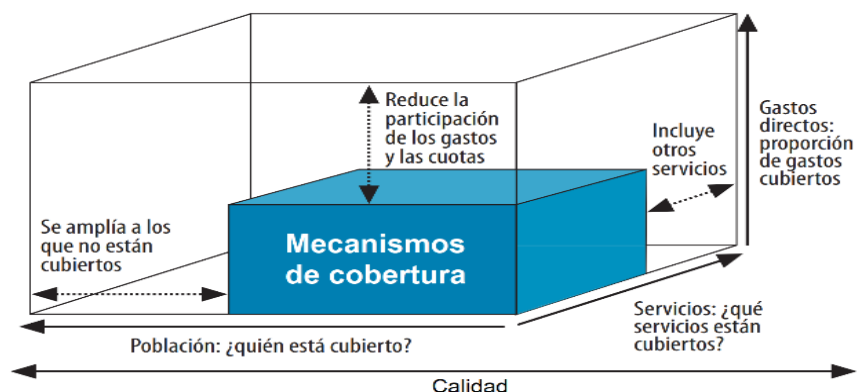 Reduce la
participación
de los gastos
y las cuotas
Incluye
otros
servicios
Gastos
directos:
proporción
de gastos
cubiertos
Se amplía a los
que no están
cubiertos
Mecanismos
de cobertura
Servicios: ¿qué
servicios están
cubiertos?
Población: ¿quién está cubierto?
Calidad